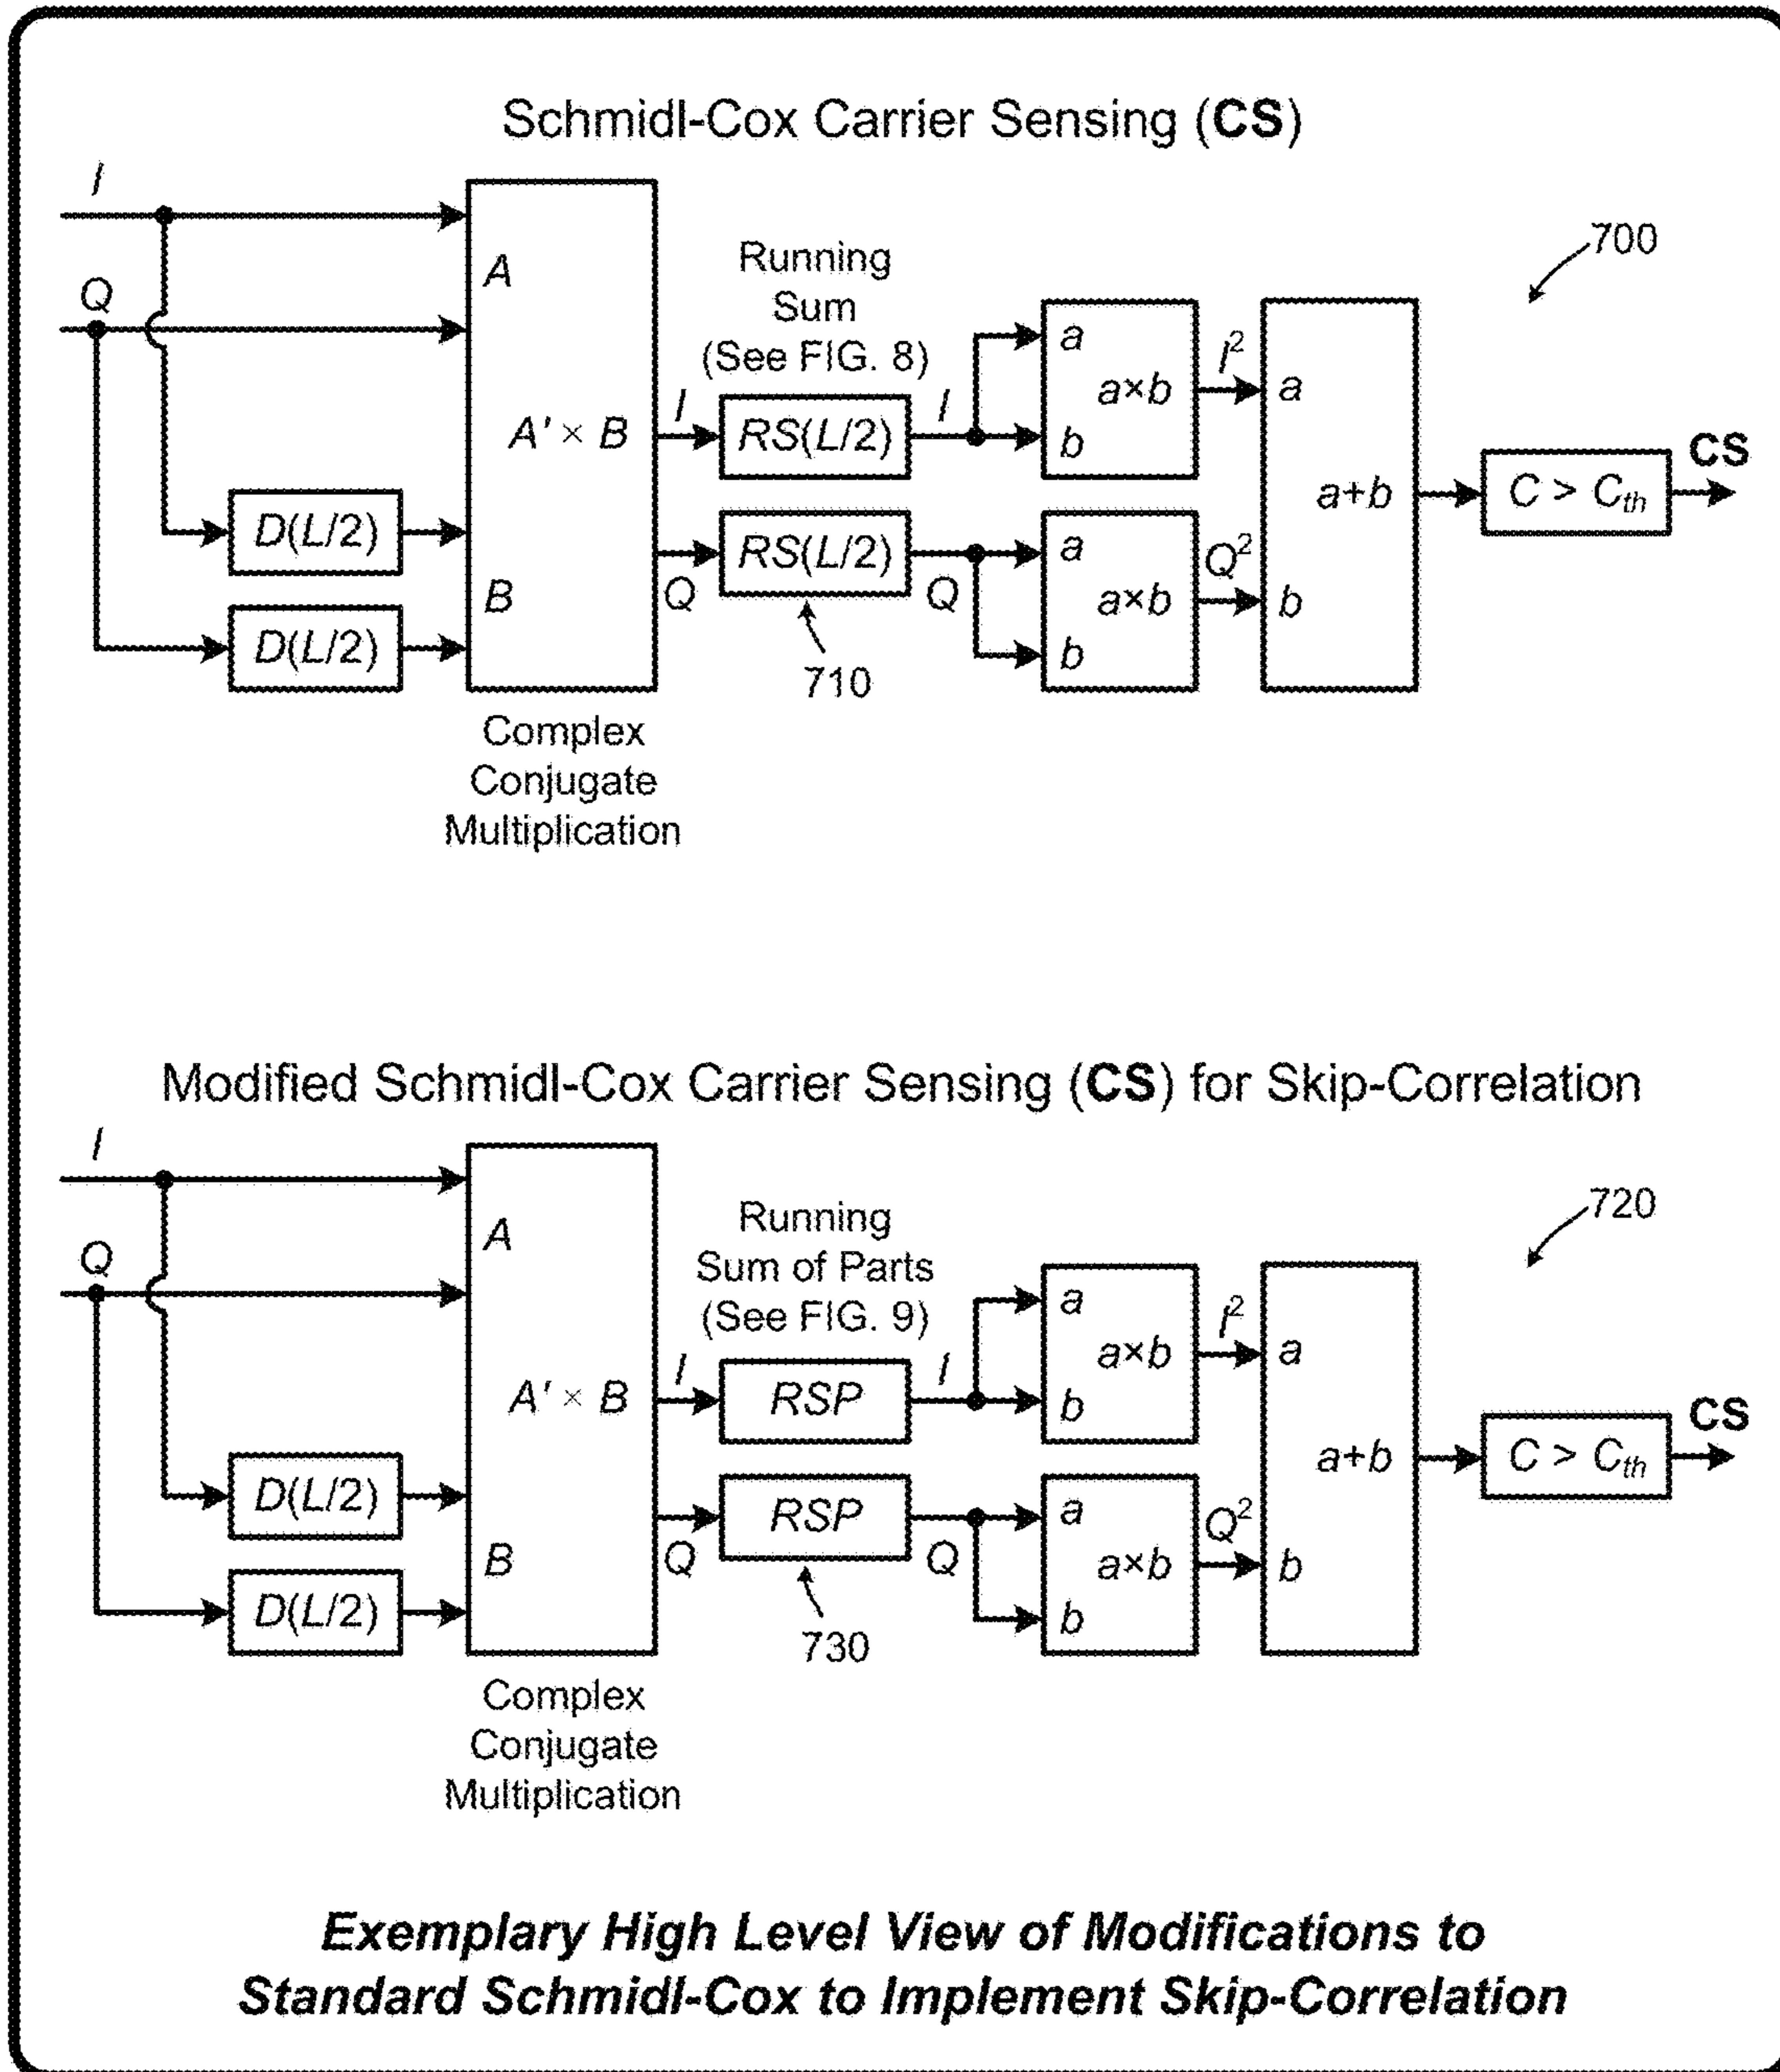 Schmidl-Cox Carrier Sensing (CS)
I
Q
A
A' × B
B
D(L/2)
D(L/2)
Complex
Conjugate
Multiplication
Running
Sum
(See FIG. 8)
I
RS(L/2)
I
Q
RS(L/2)
Q
710
a
a×b
b
I²
a
a×b
b
Q²
a
a+b
b
700
C > Cth
CS
Modified Schmidl-Cox Carrier Sensing (CS) for Skip-Correlation
I
Q
A
A' × B
B
D(L/2)
D(L/2)
Complex
Conjugate
Multiplication
Running
Sum of Parts
(See FIG. 9)
I
RSP
I
Q
RSP
Q
730
a
a×b
b
I²
a
a×b
b
Q²
a
a+b
b
720
C > Cth
CS
Exemplary High Level View of Modifications to
Standard Schmidl-Cox to Implement Skip-Correlation